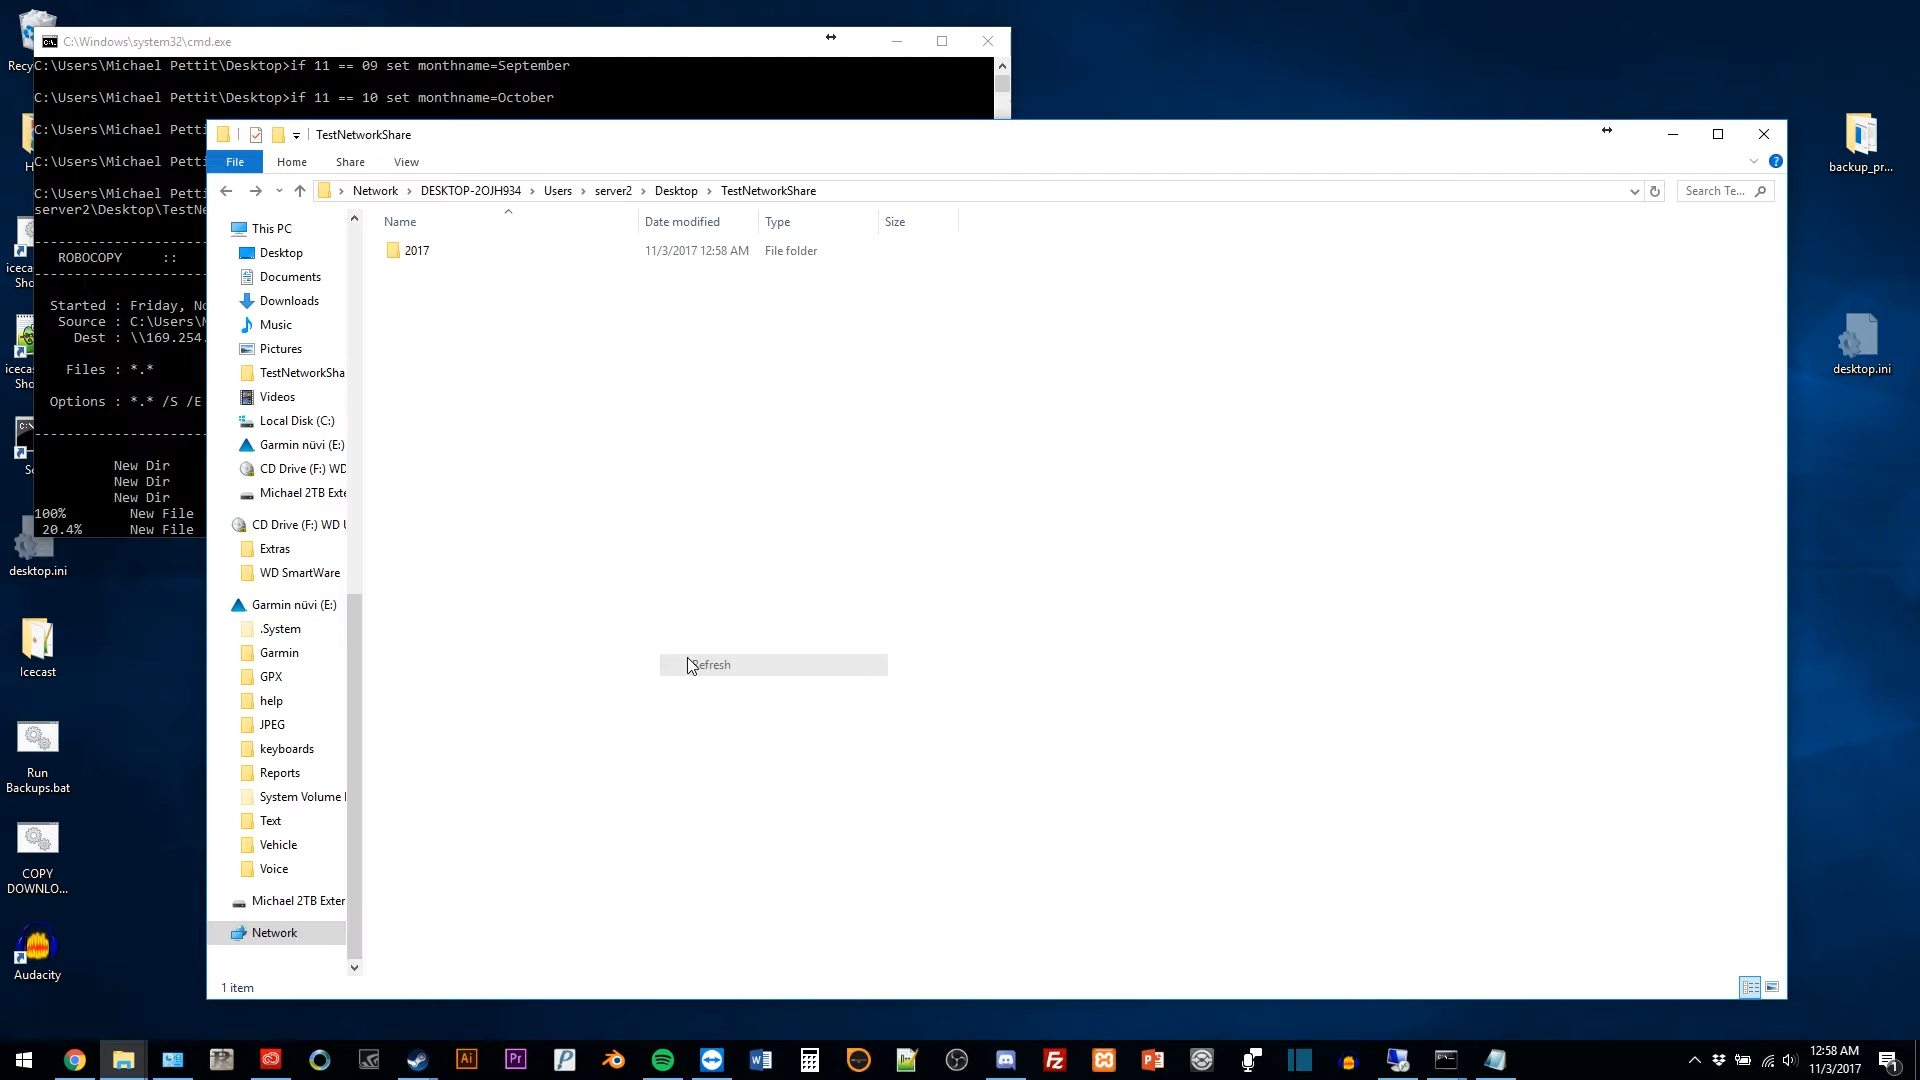 C:\Windows\system32\cmd.exe
C:\Users\Michael Pettit\Desktop>if 11 == 09 set monthname=September
C:\Users\Michael Pettit\Desktop>if 11 == 10 set monthname=October
C:\Users\Michael Petti
C:\Users\Michael Petti
C:\Users\Michael Petti
server2\Desktop\TestNe
ROBOCOPY     ::
Started : Friday, No
Source : C:\Users\M
Dest : \\169.254.
Files : *.*
Options : *.* /S /E
New Dir
New Dir
New Dir
100%        New File
20.4%      New File
TestNetworkShare
File
Home
Share
View
Network
DESKTOP-2OJH934
Users
server2
Desktop
TestNetworkShare
Search Te...
Name
Date modified
Type
Size
2017
11/3/2017 12:58 AM
File folder
This PC
Desktop
Documents
Downloads
Music
Pictures
TestNetworkSha
Videos
Local Disk (C:)
Garmin nüvi (E:)
CD Drive (F:) WD
Michael 2TB Exte
CD Drive (F:) WD U
Extras
WD SmartWare
Garmin nüvi (E:)
.System
Garmin
GPX
help
JPEG
keyboards
Reports
System Volume I
Text
Vehicle
Voice
Michael 2TB Exter
Network
1 item
Recy
icec
Sho
icecas
Sho
desktop.ini
Icecast
Run
Backups.bat
COPY
DOWNLO...
Audacity
backup_pr...
desktop.ini
12:58 AM
11/3/2017
1